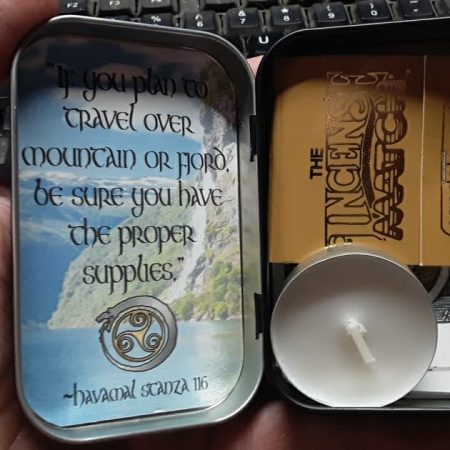 "If you plan to
travel over
mountain or fjord,
be sure you have
the proper
supplies."
~Havamal Stanza 116
THE
INCENSE
MATCH